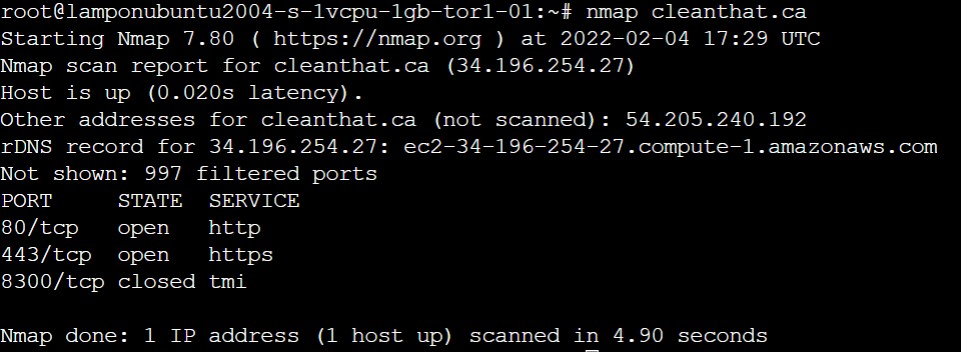 root@lamponubuntu2004-s-1vcpu-1gb-tor1-01:~# nmap cleanthat.ca
Starting Nmap 7.80 ( https://nmap.org ) at 2022-02-04 17:29 UTC
Nmap scan report for cleanthat.ca (34.196.254.27)
Host is up (0.020s latency).
Other addresses for cleanthat.ca (not scanned): 54.205.240.192
rDNS record for 34.196.254.27: ec2-34-196-254-27.compute-1.amazonaws.com
Not shown: 997 filtered ports
PORT     STATE  SERVICE
80/tcp   open   http
443/tcp  open   https
8300/tcp closed tmi
Nmap done: 1 IP address (1 host up) scanned in 4.90 seconds